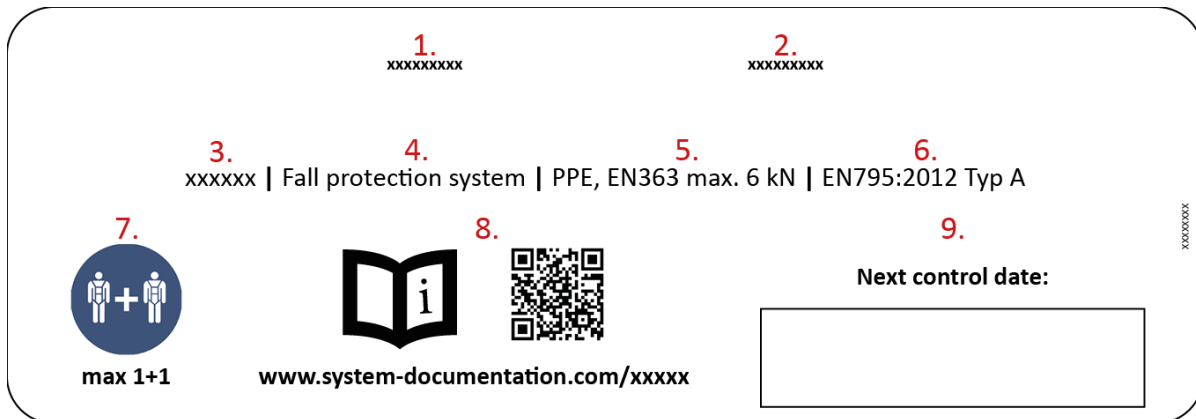 1.
2.
xxxxxxxxx
xxxxxxxxx
3.
4.
5.
6.
xxxxxx | Fall protection system | PPE, EN363 max. 6 kN | EN795:2012 Typ A
xxxxxxxx
7.
8.
9.
i
Next control date:
max 1+1
www.system-documentation.com/xxxxx